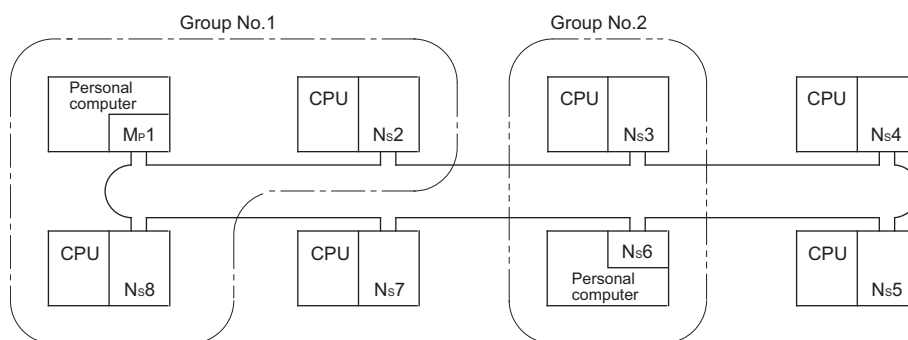 Group No.1
Group No.2
Personal
computer
MP1
CPU
NS2
CPU
NS3
CPU
NS4
CPU
NS8
CPU
NS7
NS6
Personal
computer
CPU
NS5